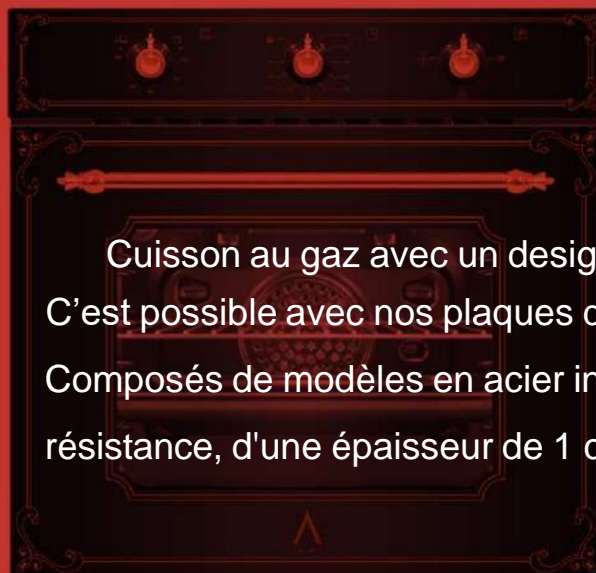 Cuisson au gaz avec un desig
C’est possible avec nos plaques d
Composés de modèles en acier in
résistance, d'une épaisseur de 1 c